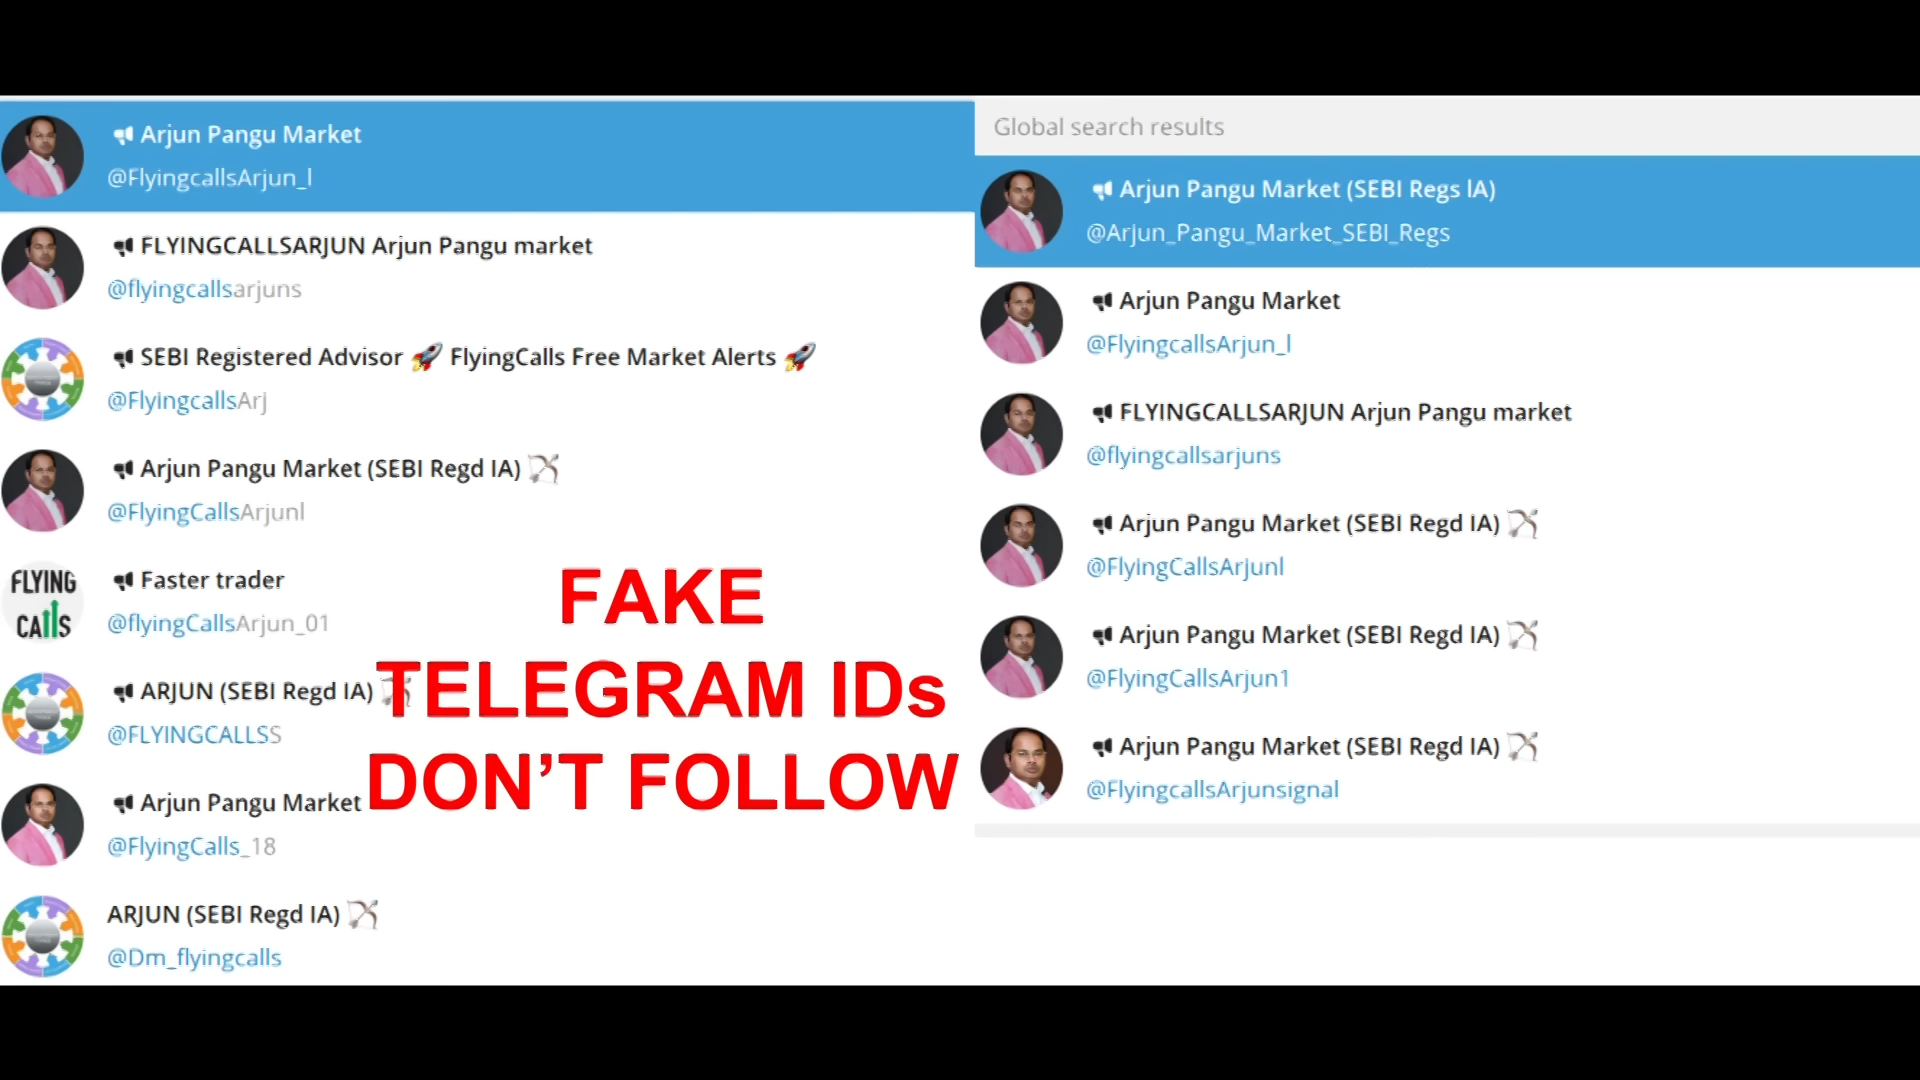 Arjun Pangu Market
@FlyingcallsArjun_l
FLYINGCALLSARJUN Arjun Pangu market
@flyingcallsarjuns
SEBI Registered Advisor 🚀 FlyingCalls Free Market Alerts 🚀
@FlyingcallsArj
Arjun Pangu Market (SEBI Regd IA) 🏹
@FlyingCallsArjunl
FLYING
CALLS
Faster trader
@flyingCallsArjun_01
ARJUN (SEBI Regd IA) 🏹
@FLYINGCALLSS
Arjun Pangu Market
@FlyingCalls_18
ARJUN (SEBI Regd IA) 🏹
@Dm_flyingcalls
FAKE
TELEGRAM IDs
DON’T FOLLOW
Global search results
Arjun Pangu Market (SEBI Regs lA)
@Arjun_Pangu_Market_SEBI_Regs
Arjun Pangu Market
@FlyingcallsArjun_l
FLYINGCALLSARJUN Arjun Pangu market
@flyingcallsarjuns
Arjun Pangu Market (SEBI Regd IA) 🏹
@FlyingCallsArjunl
Arjun Pangu Market (SEBI Regd IA) 🏹
@FlyingCallsArjun1
Arjun Pangu Market (SEBI Regd IA) 🏹
@FlyingcallsArjunsignal